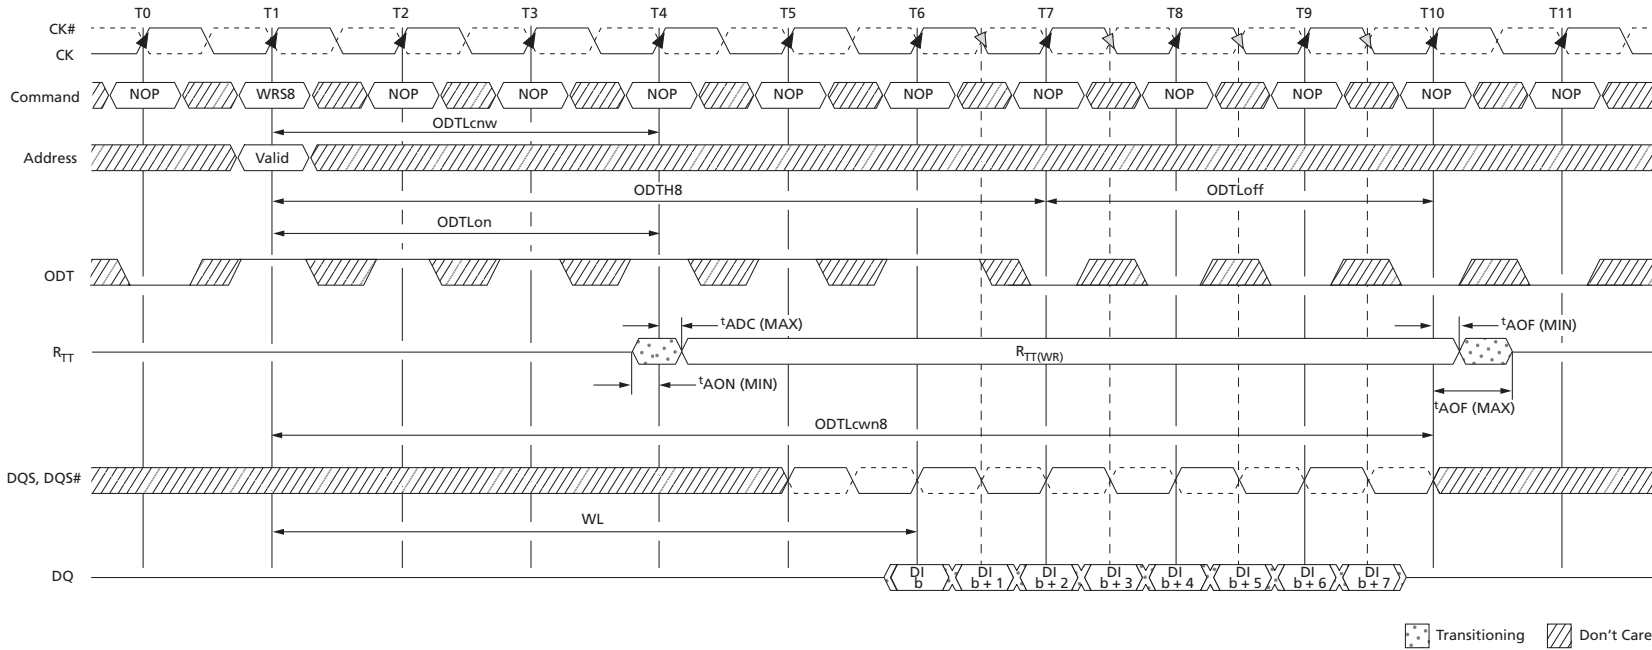 T0 T1 T2 T3 T4 T5 T6 T7 T8 T9 T10 T11
CK#
CK
Command NOP WRS8 NOP NOP NOP NOP NOP NOP NOP NOP NOP NOP
ODTLcnw
Address Valid
ODTH8 ODTLoff
ODTLon
ODT
tADC (MAX) tAOF (MIN)
RTT RTT(WR)
tAON (MIN)
tAOF (MAX)
ODTLcwn8
DQS, DQS#
WL
DQ DI b DI b + 1 DI b + 2 DI b + 3 DI b + 4 DI b + 5 DI b + 6 DI b + 7
Transitioning Don't Care